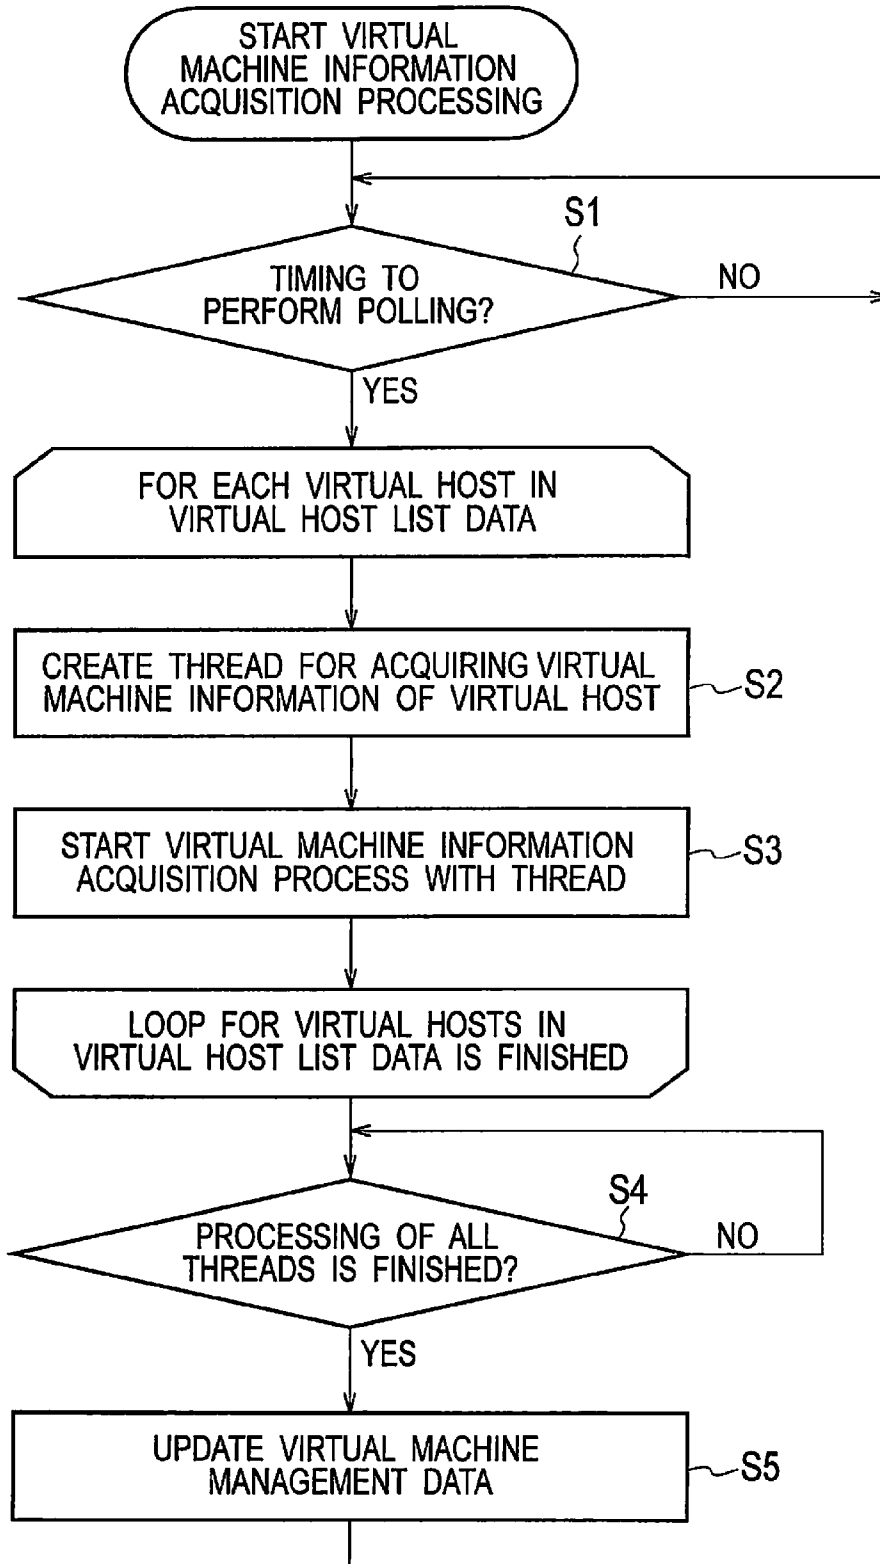 START VIRTUAL
MACHINE INFORMATION
ACQUISITION PROCESSING
S1
TIMING TO
PERFORM POLLING?
NO
YES
FOR EACH VIRTUAL HOST IN
VIRTUAL HOST LIST DATA
CREATE THREAD FOR ACQUIRING VIRTUAL
MACHINE INFORMATION OF VIRTUAL HOST
S2
START VIRTUAL MACHINE INFORMATION
ACQUISITION PROCESS WITH THREAD
S3
LOOP FOR VIRTUAL HOSTS IN
VIRTUAL HOST LIST DATA IS FINISHED
S4
PROCESSING OF ALL
THREADS IS FINISHED?
NO
YES
UPDATE VIRTUAL MACHINE
MANAGEMENT DATA
S5